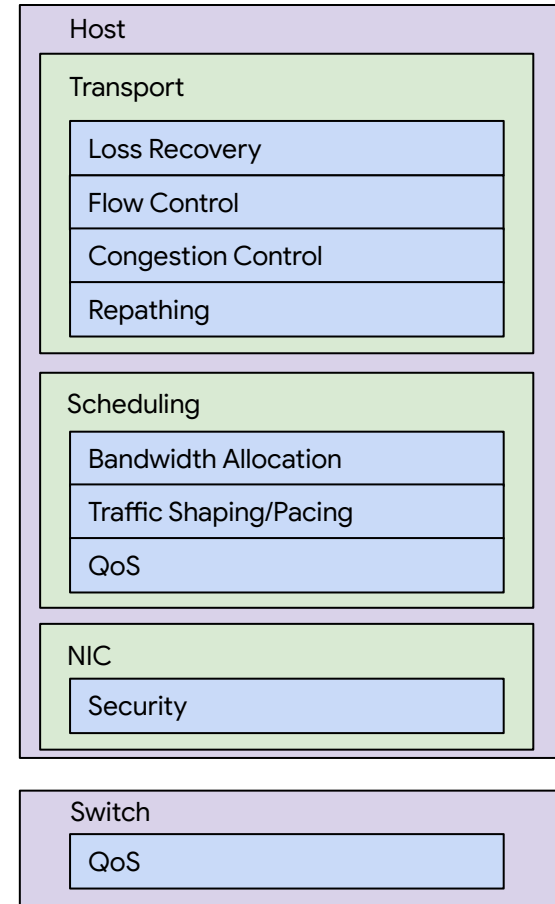 Host
Transport
Loss Recovery
Flow Control
Congestion Control
Repathing
Scheduling
Bandwidth Allocation
Traffic Shaping/Pacing
QoS
NIC
Security
Switch
QoS